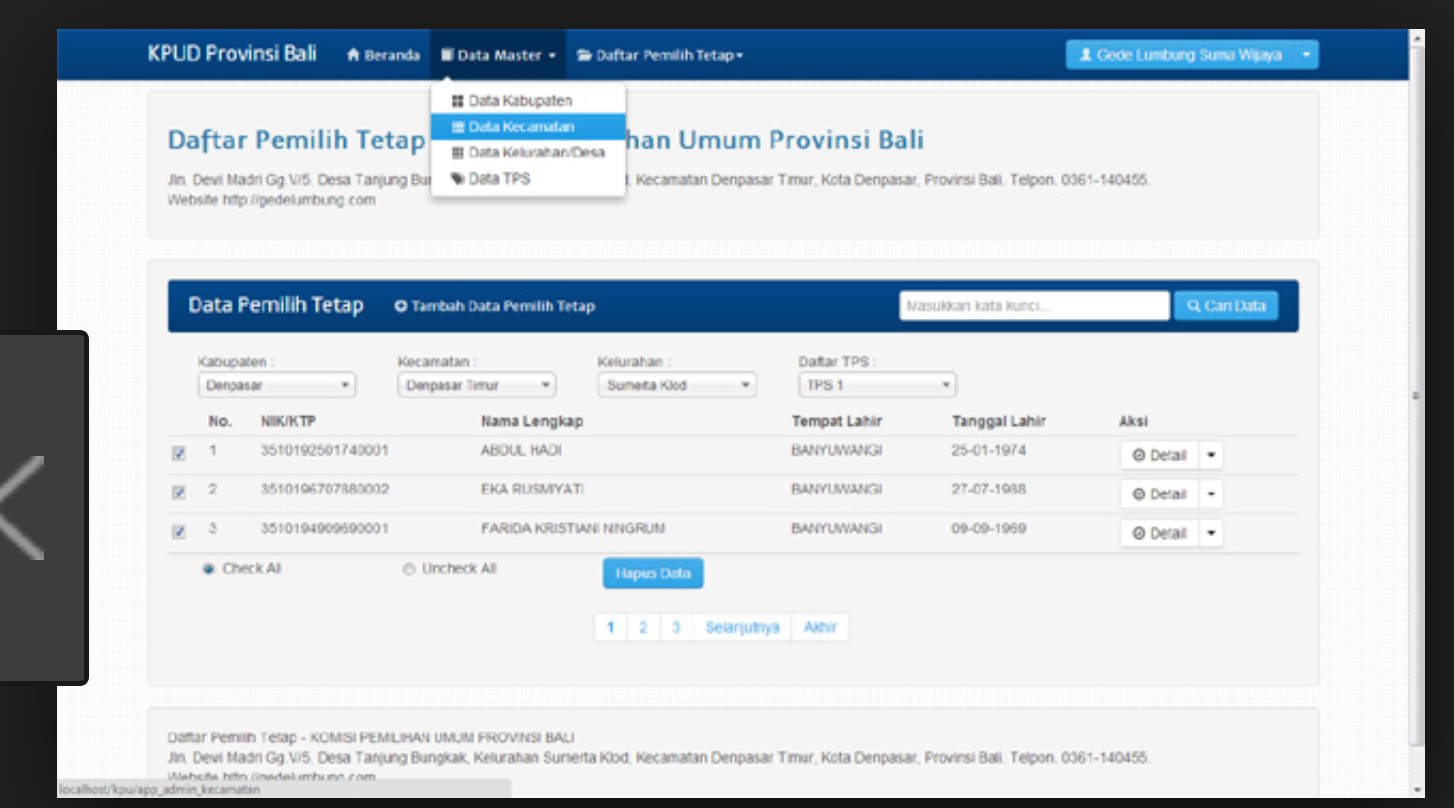 KPUD Provinsi Bali Beranda Data Master Daftar Pemilih Tetap Gede Lumbung Suma Wijaya
Data Kabupaten
Data Kecamatan
Data Kelurahan/Desa
Data TPS
Daftar Pemilih Tetap han Umum Provinsi Bali
Jln. Devi Madri Gg.V/5, Desa Tanjung Bu , Kecamatan Denpasar Timur, Kota Denpasar, Provinsi Bali. Telpon. 0361-140455.
Website http://gedelumbung.com
Data Pemilih Tetap Tambah Data Pemilih Tetap Masukkan kata kunci... Cari Data
Kabupaten : Kecamatan : Kelurahan : Daftar TPS :
Denpasar Denpasar Timur Sumerta Klod TPS 1
No. NIK/KTP Nama Lengkap Tempat Lahir Tanggal Lahir Aksi
1 3510192501740001 ABDUL HADI BANYUWANGI 25-01-1974 Detail
2 3510196707880002 EKA RUSMIYATI BANYUWANGI 27-07-1988 Detail
3 3510194909690001 FARIDA KRISTIANI NINGRUM BANYUWANGI 09-09-1969 Detail
Check All Uncheck All Hapus Data
1 2 3 Selanjutnya Akhir
Daftar Pemilih Tetap - KOMISI PEMILIHAN UMUM PROVINSI BALI
Jln. Devi Madri Gg.V/5, Desa Tanjung Bungkak, Kelurahan Sumerta Klod, Kecamatan Denpasar Timur, Kota Denpasar, Provinsi Bali. Telpon. 0361-140455.
Website http://gedelumbung.com
localhost/kpu/app_admin_kecamatan